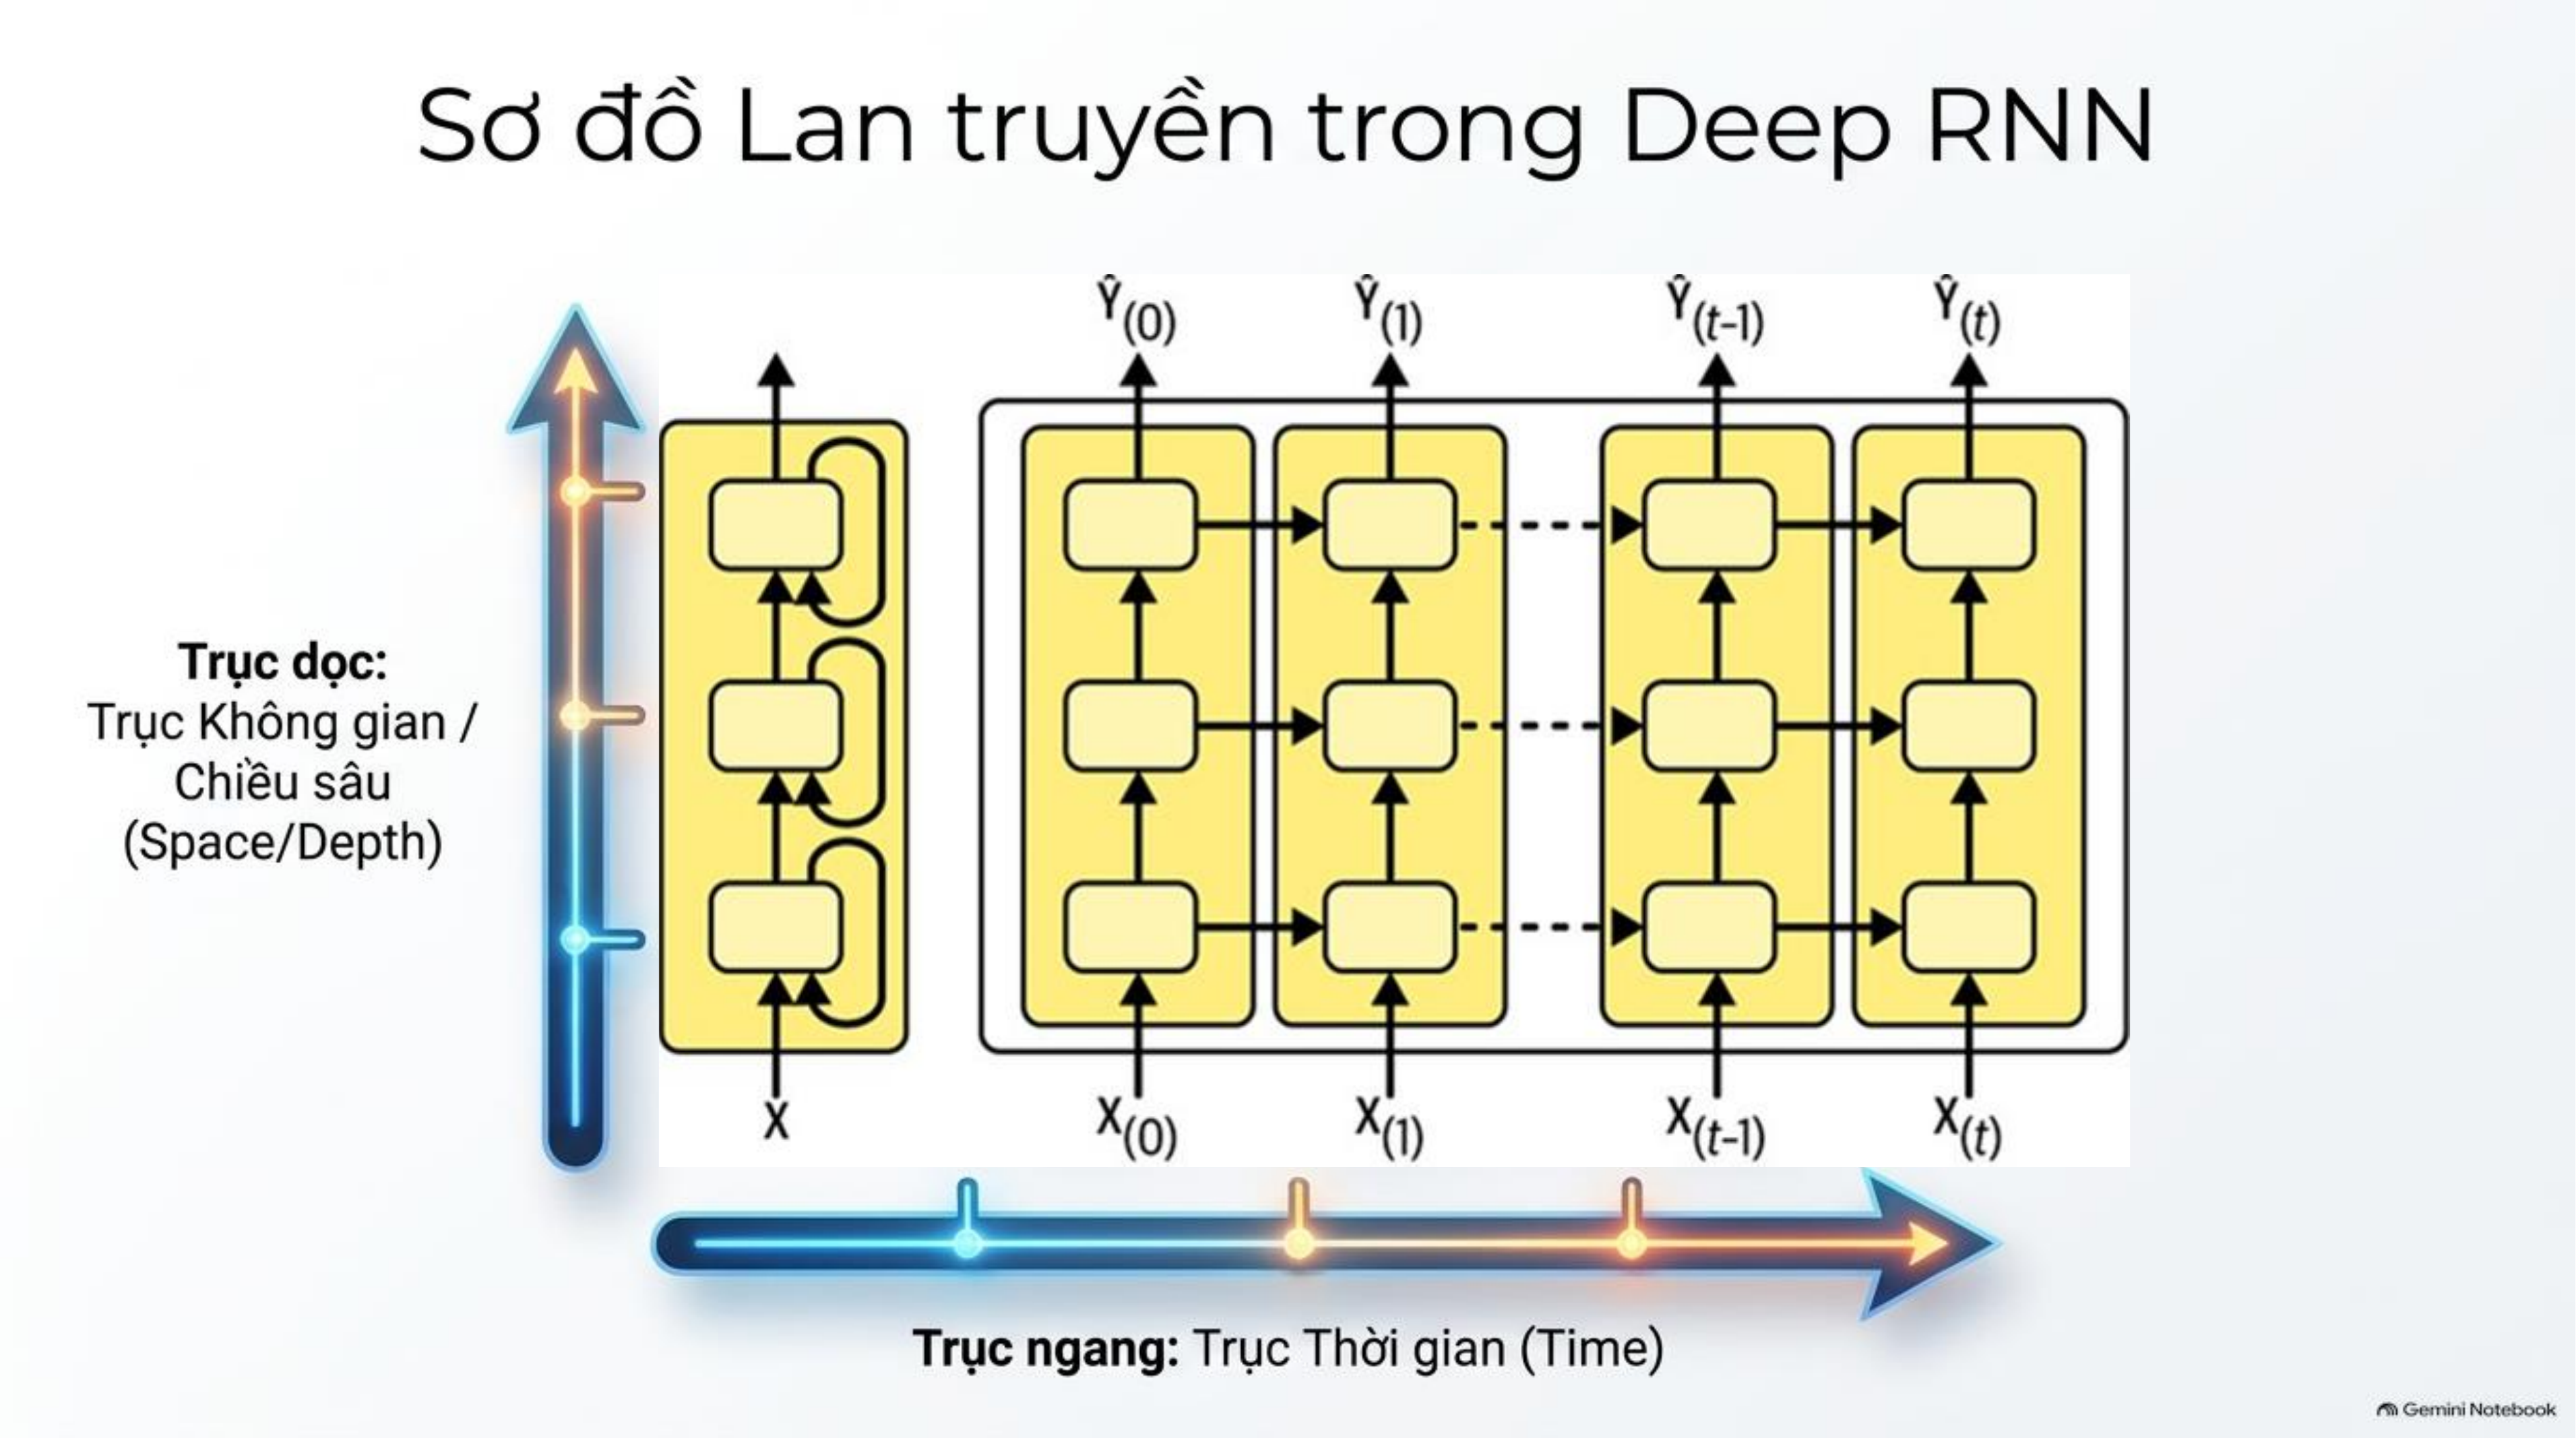 Sơ đồ Lan truyền trong Deep RNN
Ŷ(0) Ŷ(1) Ŷ(t–1) Ŷ(t)
Trục dọc:
Trục Không gian /
Chiều sâu
(Space/Depth)
X X(0) X(1) X(t–1) X(t)
Trục ngang: Trục Thời gian (Time)
Gemini Notebook